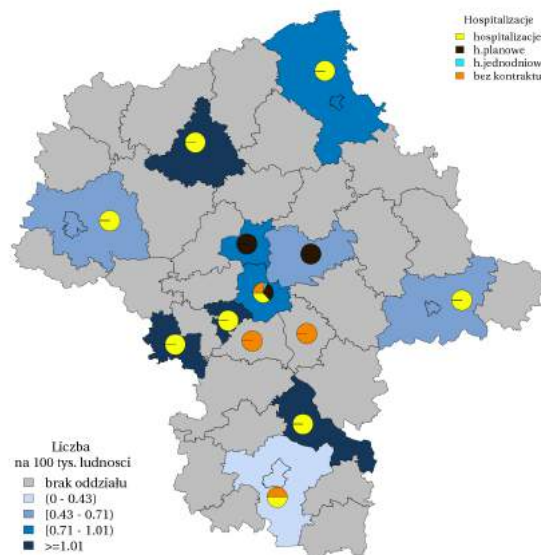 Hospitalizacje
hospitalizacje
h.planowe
h.jednodniow
bez kontraktu
Liczba
na 100 tys. ludnosci
brak oddziału
(0 - 0.43)
[0.43 - 0.71)
[0.71 - 1.01)
>=1.01